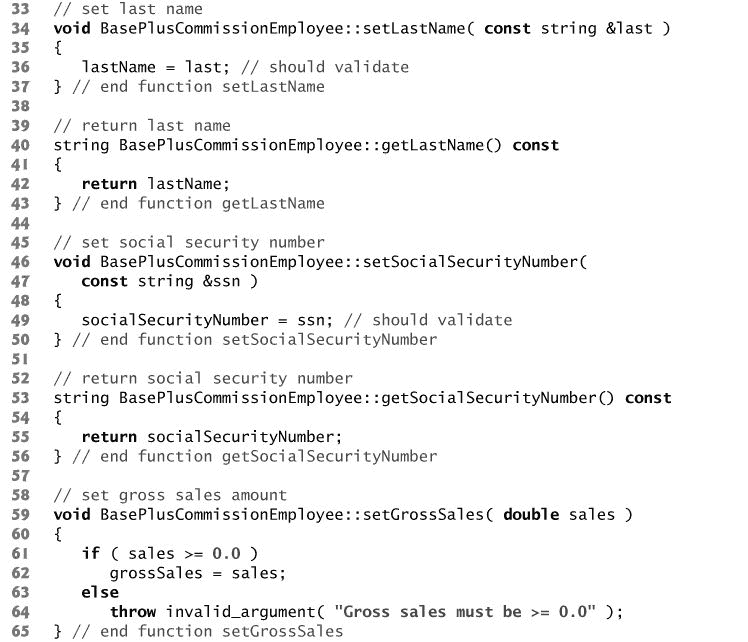 33 // set last name
34 void BasePlusCommissionEmployee::setLastName( const string &last )
35 {
36    lastName = last; // should validate
37 } // end function setLastName
38
39 // return last name
40 string BasePlusCommissionEmployee::getLastName() const
41 {
42    return lastName;
43 } // end function getLastName
44
45 // set social security number
46 void BasePlusCommissionEmployee::setSocialSecurityNumber(
47    const string &ssn )
48 {
49    socialSecurityNumber = ssn; // should validate
50 } // end function setSocialSecurityNumber
51
52 // return social security number
53 string BasePlusCommissionEmployee::getSocialSecurityNumber() const
54 {
55    return socialSecurityNumber;
56 } // end function getSocialSecurityNumber
57
58 // set gross sales amount
59 void BasePlusCommissionEmployee::setGrossSales( double sales )
60 {
61    if ( sales >= 0.0 )
62       grossSales = sales;
63    else
64       throw invalid_argument( "Gross sales must be >= 0.0" );
65 } // end function setGrossSales